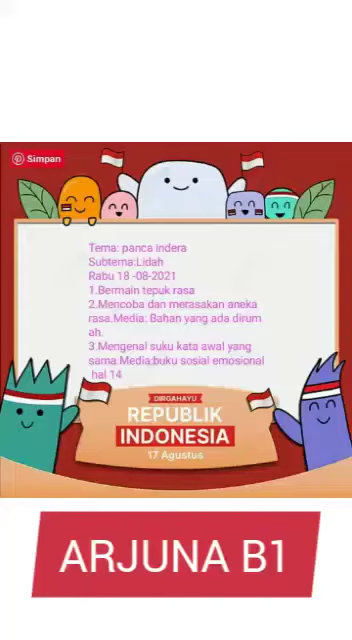 Simpan
Tema: panca indera
Subtema:Lidah
Rabu 18 -08-2021
1.Bermain tepuk rasa
2.Mencoba dan merasakan aneka
rasa.Media: Bahan yang ada dirum
ah.
3.Mengenal suku kata awal yang
sama.Media:buku sosial emosional
hal 14
DIRGAHAYU
REPUBLIK
INDONESIA
17 Agustus
ARJUNA B1